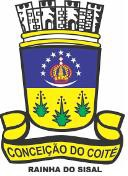 CONCEIÇÃO DO COITÉ
RAINHA DO SISAL